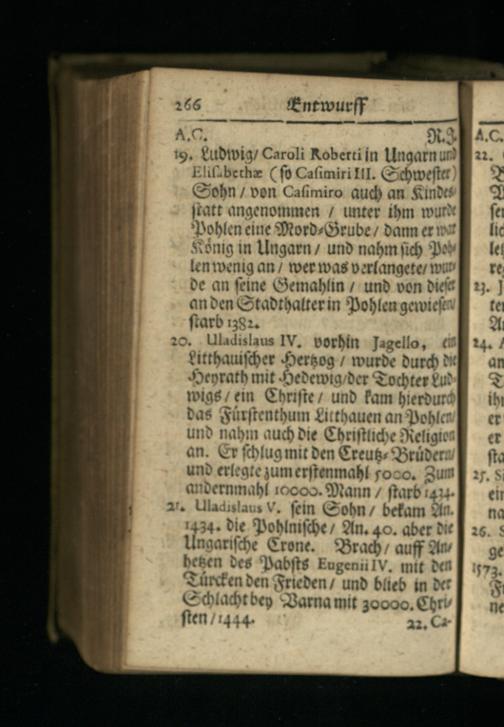 266 Entwurff
A.C. R.J.
19. Ludwig/ Caroli Roberti in Ungarn und
Elisabethæ (so Casimiri III. Schwester)
Sohn / von Casimiro auch an Kindes-
statt angenommen / unter ihm wurde
Pohlen eine Mord-Grube / dann er war
König in Ungarn / und nahm sich Poh-
len wenig an / wer was verlangete/ wur-
de an seine Gemahlin / und von dieser
an den Stadthalter in Pohlen gewiesen/
starb 1382.
20. Uladislaus IV. vorhin Jagello, ein
Litthauischer Hertzog / wurde durch die
Heyrath mit Hedewig/der Tochter Lud-
wigs / ein Christe / und kam hierdurch
das Fürstenthum Litthauen an Pohlen/
und nahm auch die Christliche Religion
an. Er schlug mit den Creutz-Brüdern/
und erlegte zum erstenmahl 5000. Zum
andernmahl 10000. Mann / starb 1434.
21. Uladislaus V. sein Sohn / bekam An.
1434. die Pohlnische / An. 40. aber die
Ungarische Crone. Brach / auff An-
hetzen des Pabsts Eugenii IV. mit den
Türcken den Frieden / und blieb in der
Schlacht bey Varna mit 30000. Chri-
sten / 1444.
22. Ca-
A.C.
22.
23. J
24. A
25. Si
26. S
1573.